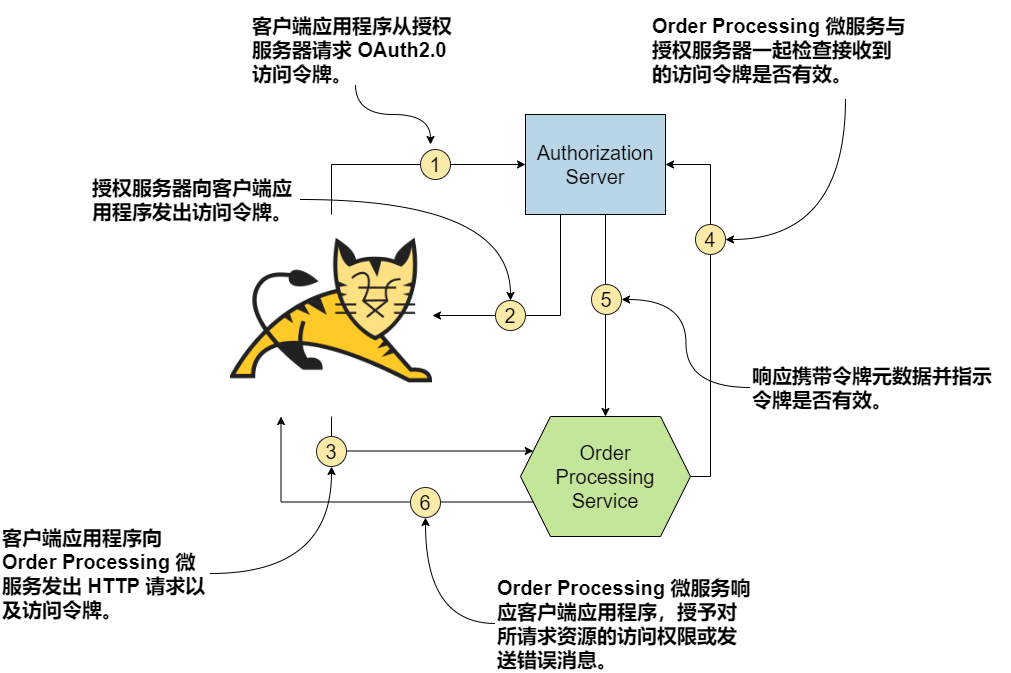 客户端应用程序从授权
服务器请求 OAuth2.0
访问令牌。
Order Processing 微服务与
授权服务器一起检查接收到
的访问令牌是否有效。
1
Authorization
Server
授权服务器向客户端应
用程序发出访问令牌。
4
5
2
响应携带令牌元数据并指示
令牌是否有效。
3
Order
Processing
Service
6
客户端应用程序向
Order Processing 微
服务发出 HTTP 请求以
及访问令牌。
Order Processing 微服务响
应客户端应用程序，授予对
所请求资源的访问权限或发
送错误消息。